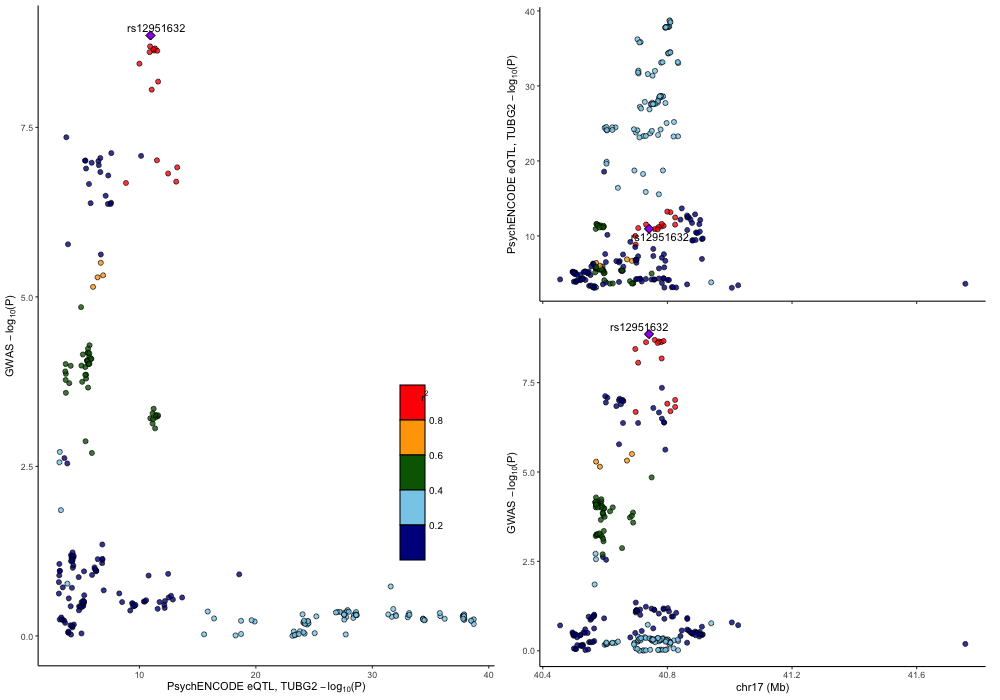 rs12951632
7.5
5.0
2.5
0.0
GWAS −log10(P)
10
20
30
40
PsychENCODE eQTL, TUBG2 −log10(P)
r2
0.8
0.6
0.4
0.2
40
30
20
10
PsychENCODE eQTL, TUBG2 −log10(P)
rs12951632
rs12951632
7.5
5.0
2.5
0.0
GWAS −log10(P)
40.4
40.8
41.2
41.6
chr17 (Mb)